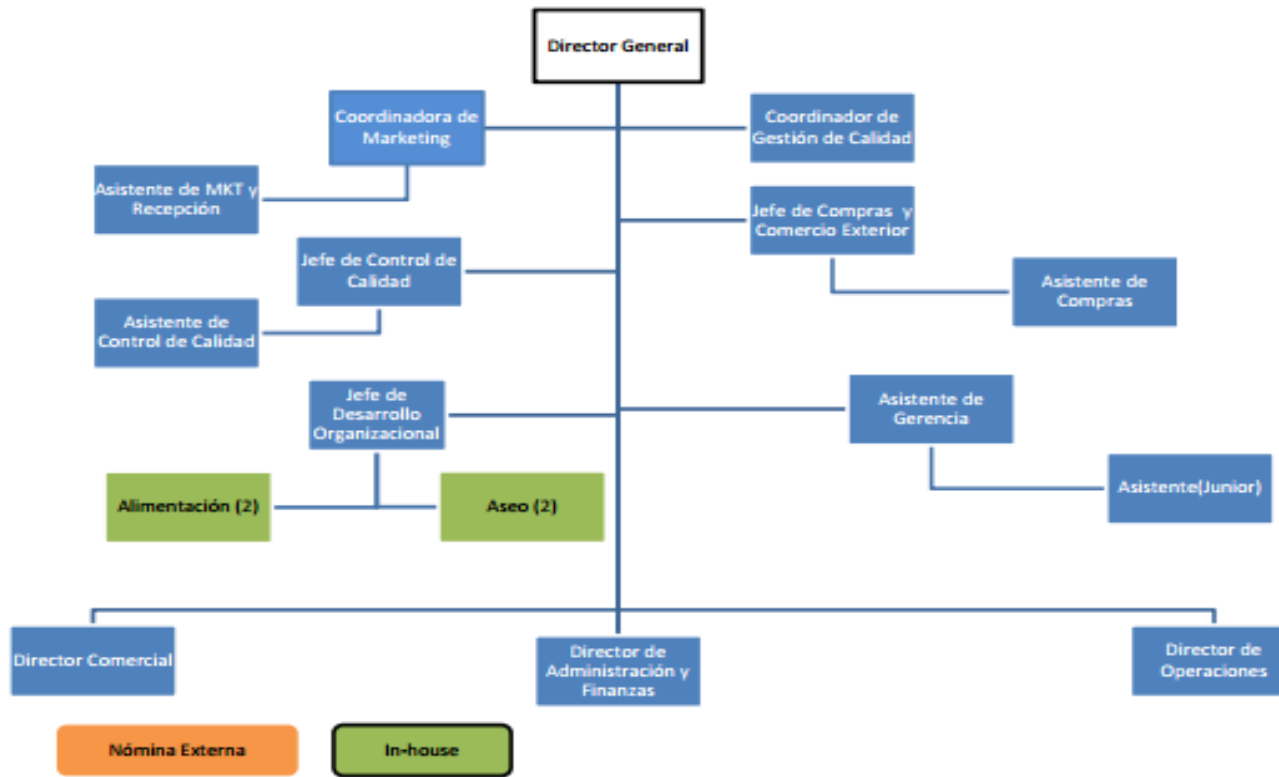 Director General
Coordinadora de
Marketing
Coordinador de
Gestión de Calidad
Asistente de MKT y
Recepción
Jefe de Compras y
Comercio Exterior
Jefe de Control de
Calidad
Asistente de
Compras
Asistente de
Control de Calidad
Jefe de
Desarrollo
Organizacional
Asistente de
Gerencia
Alimentación (2)
Aseo (2)
Asistente(Junior)
Director Comercial
Director de
Administración y
Finanzas
Director de
Operaciones
Nómina Externa
In-house